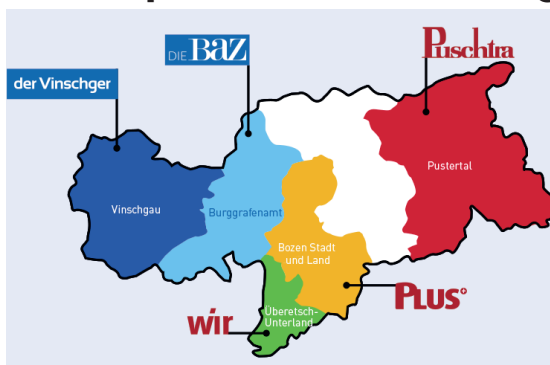 Puschtra
DIE BAZ
der Vinschger
Pustertal
Vinschgau
Burggrafenamt
Bozen Stadt
und Land
PLUS+
Überetsch-
Unterland
wir